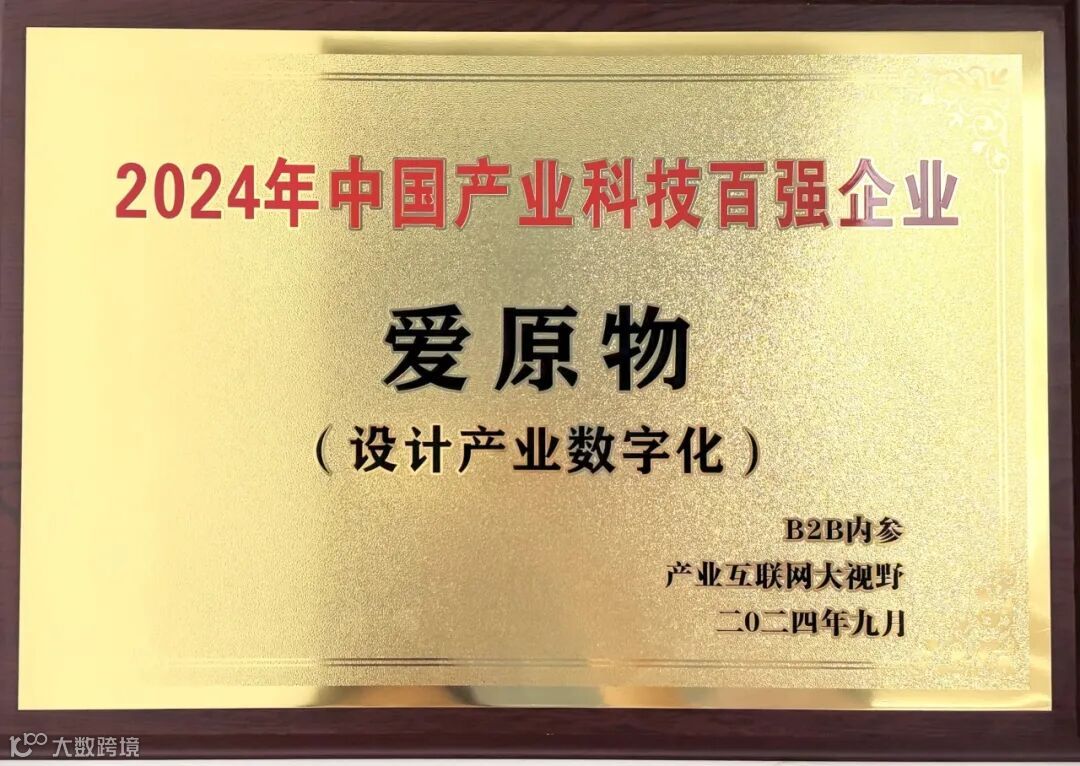 2024年中国产业科技百强企业
爱原物
（设计产业数字化）
B2B内参
产业互联网大视野
二0二四年九月
大数跨境